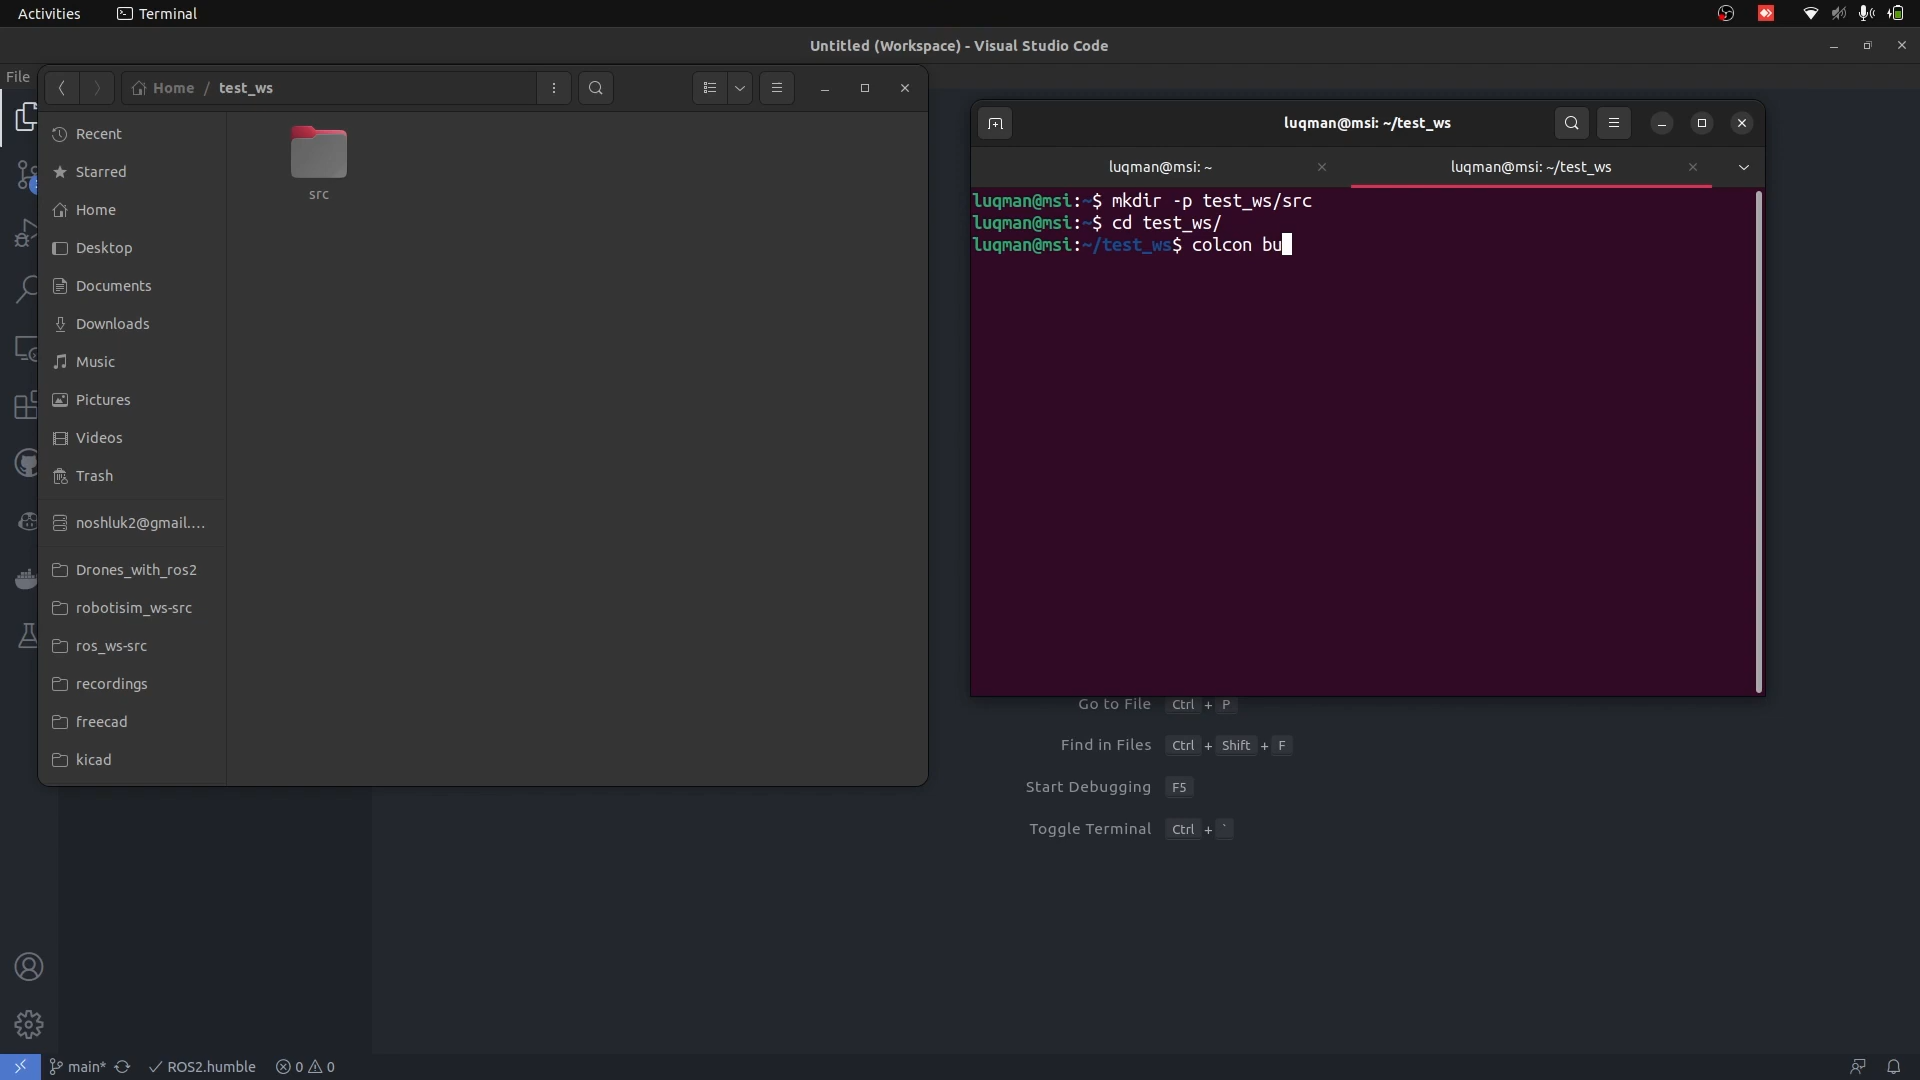 Activities
Terminal
Untitled (Workspace) - Visual Studio Code
File
Home / test_ws
Recent
Starred
Home
Desktop
Documents
Downloads
Music
Pictures
Videos
Trash
noshluk2@gmail....
Drones_with_ros2
robotisim_ws-src
ros_ws-src
recordings
freecad
kicad
src
luqman@msi: ~/test_ws
luqman@msi: ~
luqman@msi: ~/test_ws
luqman@msi:~$ mkdir -p test_ws/src
luqman@msi:~$ cd test_ws/
luqman@msi:~/test_ws$ colcon bu
Go to File Ctrl + P
Find in Files Ctrl + Shift + F
Start Debugging F5
Toggle Terminal Ctrl + `
main* ROS2.humble 0 0